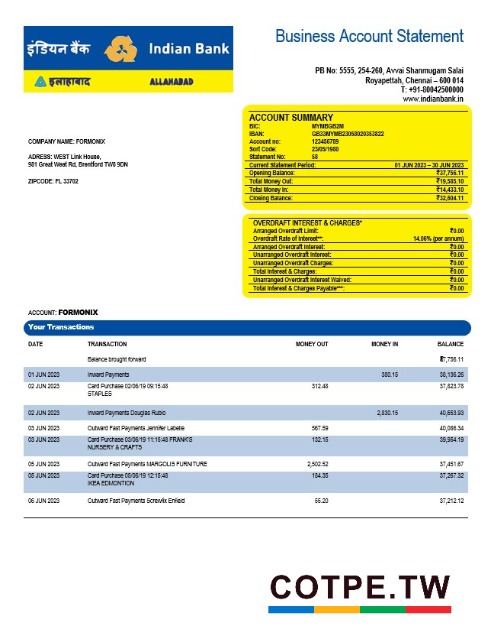 इंडियन बैंक Indian Bank
इलाहाबाद ALLAHABAD
Business Account Statement
PB No: 5555, 254-260, Avvai Shanmugam Salai
Royapettah, Chennai – 600 014
T: +91-80042500000
www.indianbank.in
COMPANY NAME: FORMONIX
ADRESS: WEST Link House,
981 Great West Rd, Brentford TW8 9DN
ZIPCODE: FL 33702
ACCOUNT SUMMARY
BIC: MYMBGB2M
IBAN: GB33MYMB23058020353822
Account no: 123456789
Sort Code: 23/05/1980
Statement No: 58
Current Statement Period: 01 JUN 2023 – 30 JUN 2023
Opening Balance: ₹37,756.11
Total Money Out: ₹19,585.10
Total Money In: ₹14,433.10
Closing Balance: ₹32,604.11
OVERDRAFT INTEREST & CHARGES*
Arranged Overdraft Limit: ₹0.00
Overdraft Rate of Interest**: 14.06% (per annum)
Arranged Overdraft Interest: ₹0.00
Unarranged Overdraft Interest: ₹0.00
Unarranged Overdraft Charges: ₹0.00
Total Interest & Charges: ₹0.00
Unarranged Overdraft Interest Waived: ₹0.00
Total Interest & Charges Payable***: ₹0.00
ACCOUNT: FORMONIX
Your Transactions
DATE TRANSACTION MONEY OUT MONEY IN BALANCE
Balance brought forward 7,756.11
01 JUN 2023 Inward Payments 380.15 38,136.26
02 JUN 2023 Card Purchase 02/06/19 09:15:48 312.48 37,823.78
STAPLES
02 JUN 2023 Inward Payments Douglas Rubio 2,830.15 40,653.93
03 JUN 2023 Outward Fast Payments Jennifer Labelle 567.59 40,086.34
03 JUN 2023 Card Purchase 03/06/19 11:15:48 FRANK'S 132.15 39,954.19
NURSERY & CRAFTS
05 JUN 2023 Outward Fast Payments MARGOLIS FURNITURE 2,502.52 37,451.67
05 JUN 2023 Card Purchase 05/06/19 12:15:48 184.35 37,267.32
IKEA EDMONTION
06 JUN 2023 Outward Fast Payments Screwfix Enfield 55.20 37,212.12
COTPE.TW